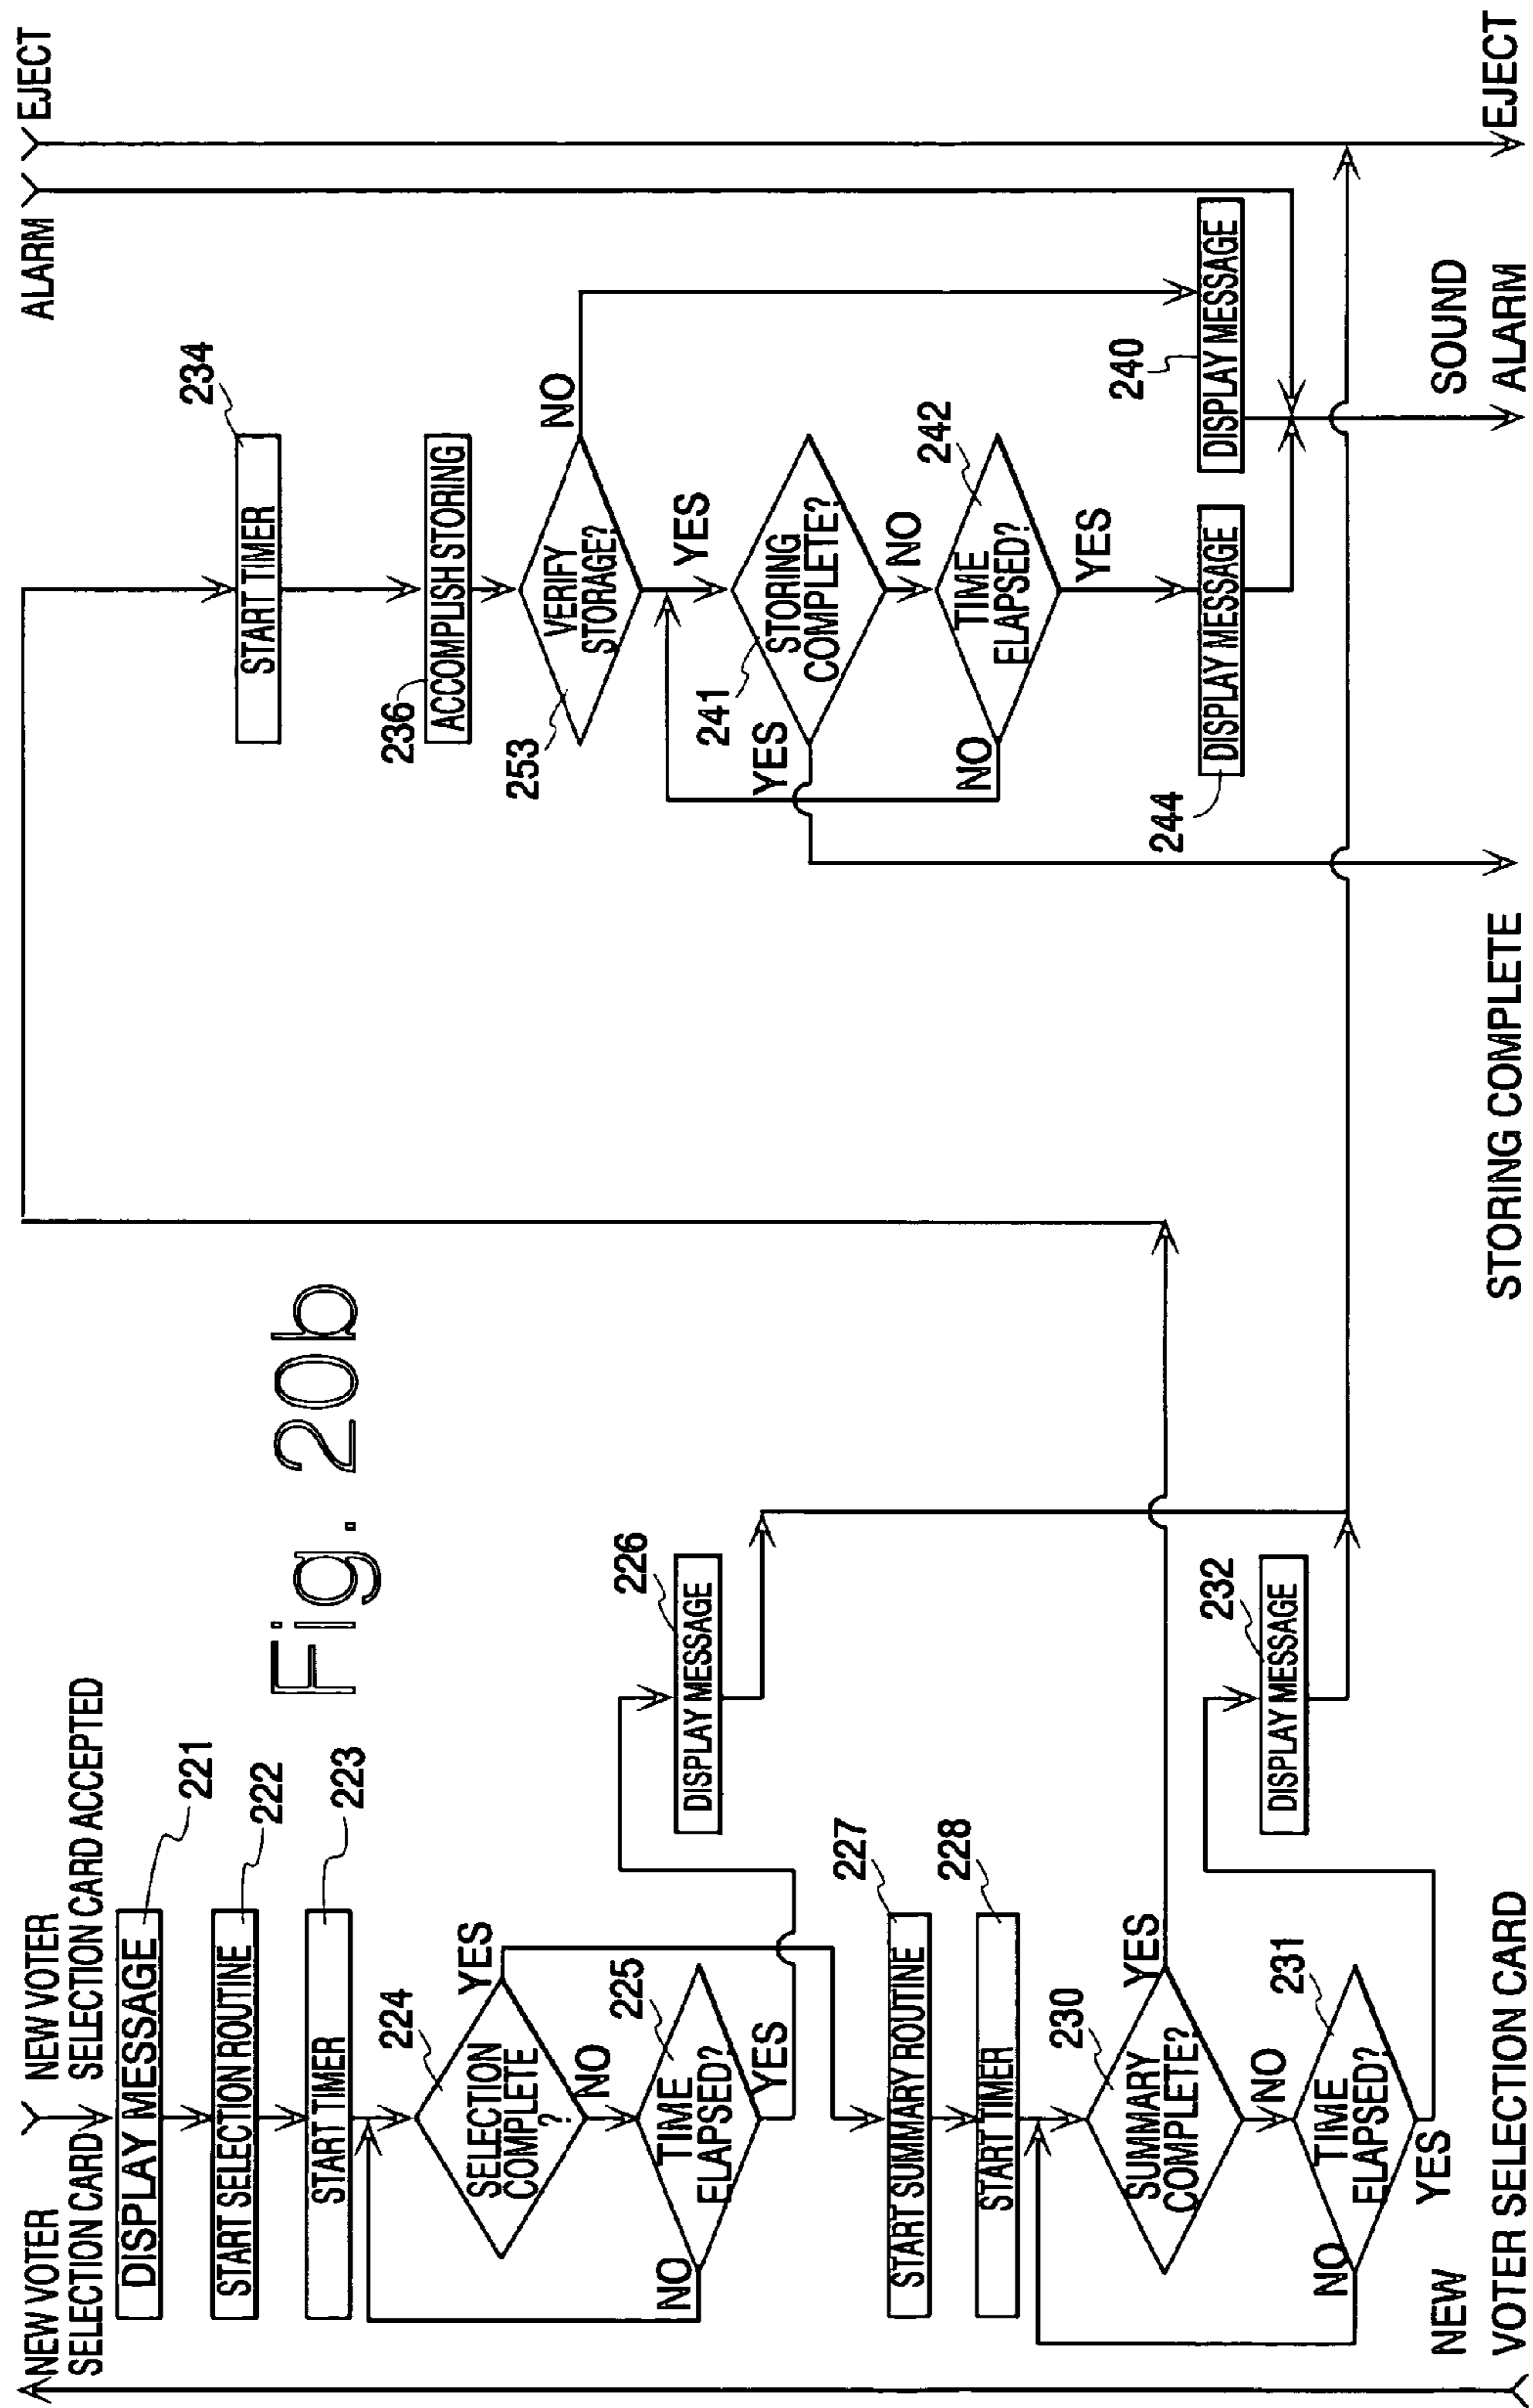 NEW VOTER
SELECTION CARD
NEW VOTER
SELECTION CARD ACCEPTED
DISPLAY MESSAGE
221
START SELECTION ROUTINE
222
START TIMER
223
Fig. 20b
224
SELECTION
COMPLETE
?
YES
NO
225
TIME
ELAPSED?
NO
YES
226
DISPLAY MESSAGE
227
START SUMMARY ROUTINE
228
START TIMER
230
SUMMARY
COMPLETE?
YES
NO
231
TIME
ELAPSED?
NO
YES
232
DISPLAY MESSAGE
NEW
VOTER SELECTION CARD
ALARM
EJECT
234
START TIMER
236
ACCOMPLISH STORING
253
VERIFY
STORAGE?
NO
YES
241
STORING
COMPLETE?
YES
NO
242
TIME
ELAPSED?
NO
YES
244
DISPLAY MESSAGE
240
DISPLAY MESSAGE
STORING COMPLETE
SOUND
ALARM
EJECT